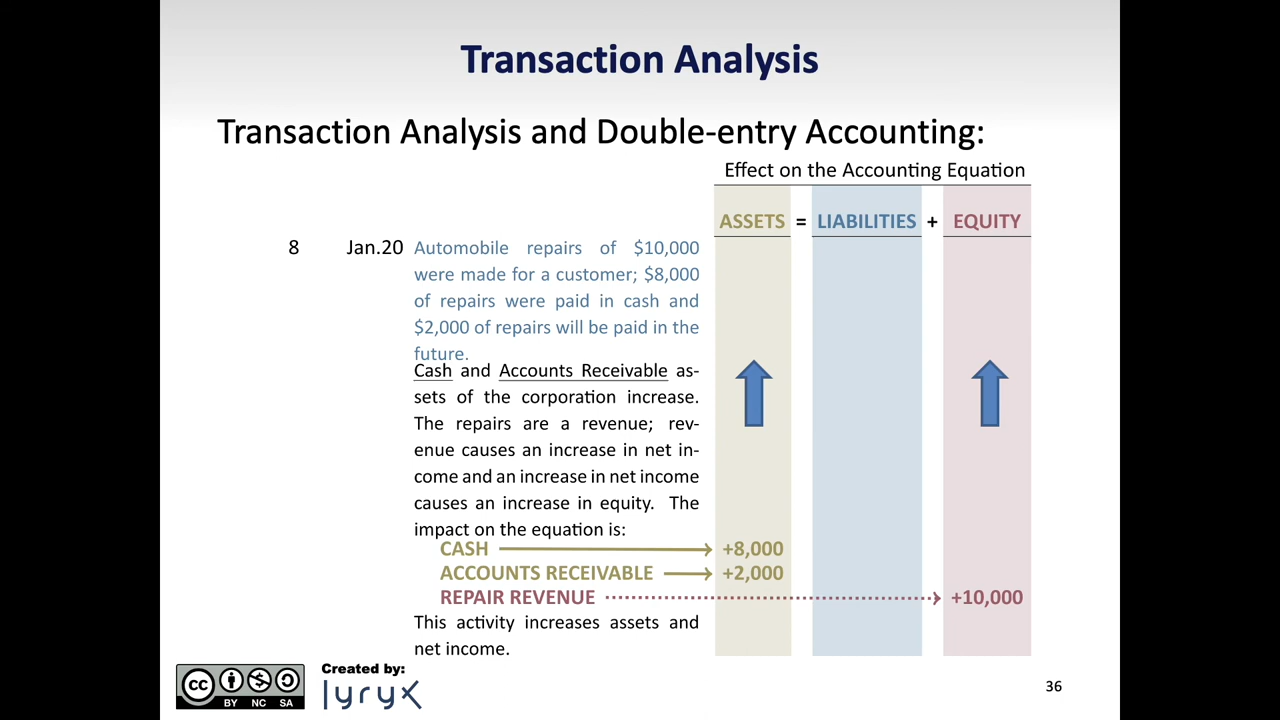 Transaction Analysis
Transaction Analysis and Double-entry Accounting:
Effect on the Accounting Equation
ASSETS = LIABILITIES + EQUITY
8 Jan.20 Automobile repairs of $10,000
were made for a customer; $8,000
of repairs were paid in cash and
$2,000 of repairs will be paid in the
future.
Cash and Accounts Receivable as-
sets of the corporation increase.
The repairs are a revenue; rev-
enue causes an increase in net in-
come and an increase in net income
causes an increase in equity. The
impact on the equation is:
CASH +8,000
ACCOUNTS RECEIVABLE +2,000
REPAIR REVENUE +10,000
This activity increases assets and
net income.
cc BY NC SA
Created by:
lyryx
36